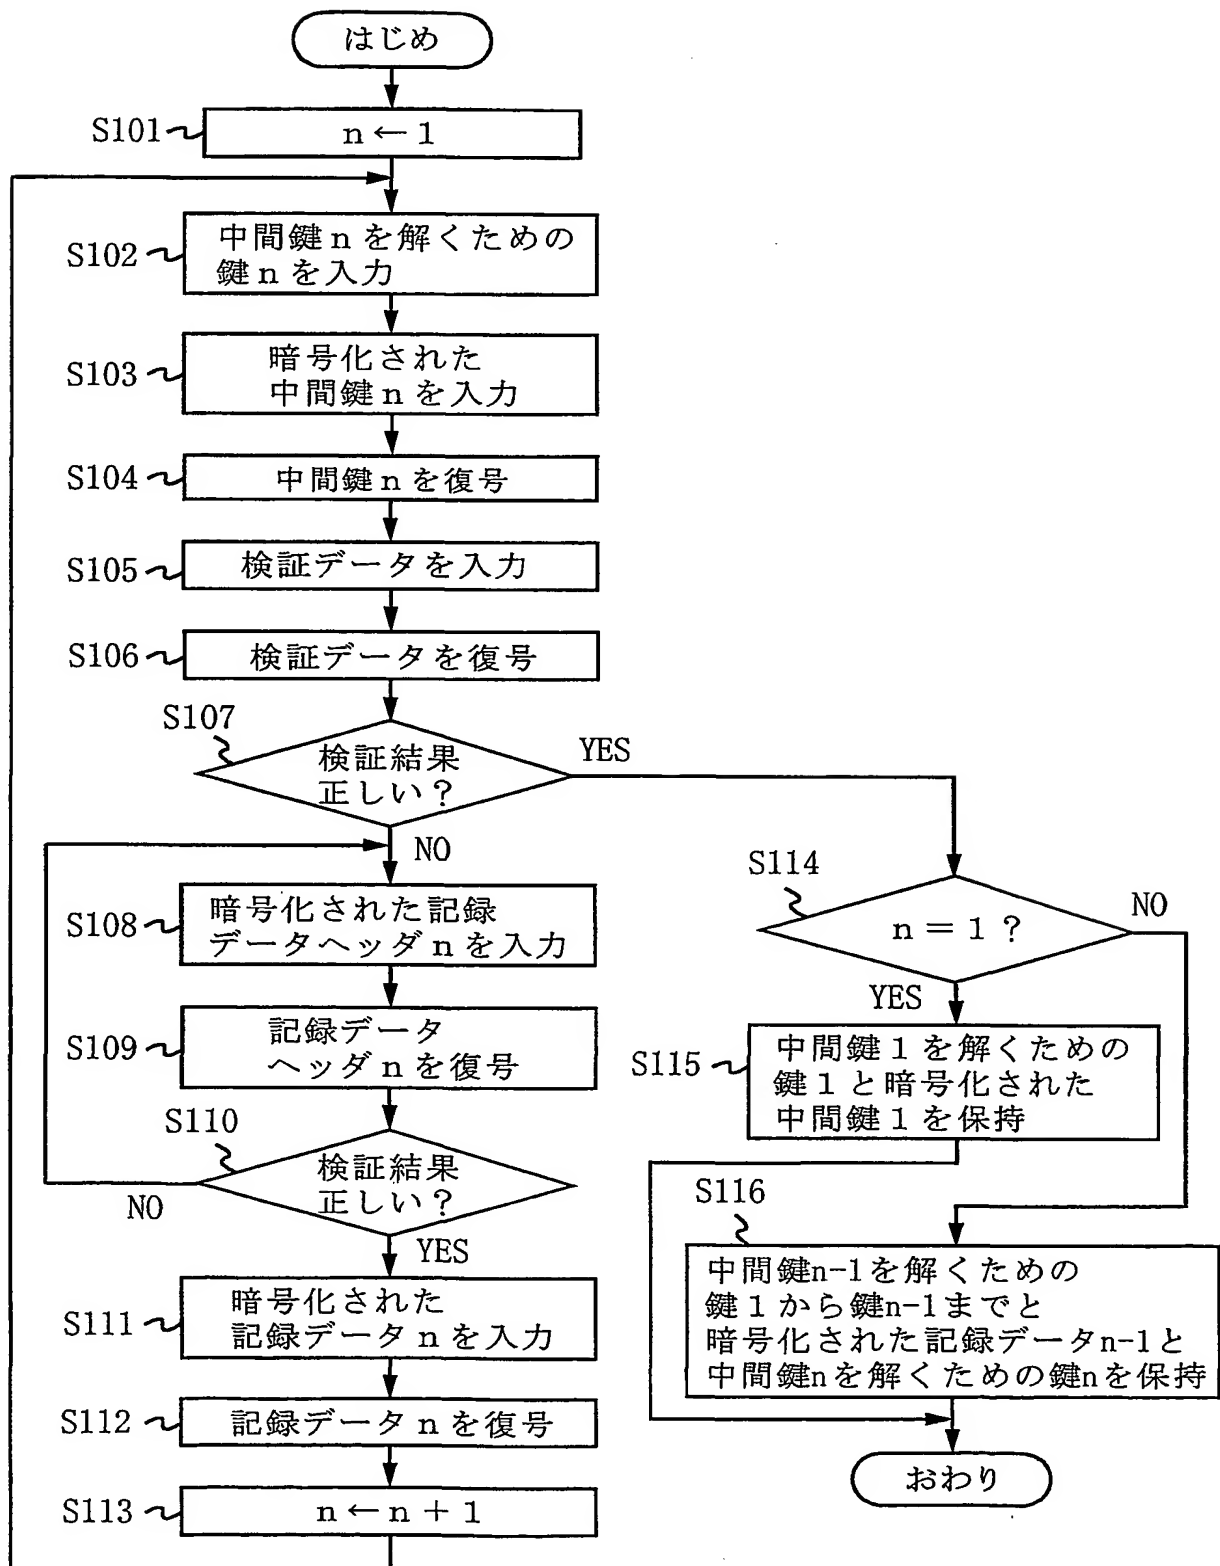 はじめ
S101
n←1
S102
中間鍵nを解くための
鍵nを入力
S103
暗号化された
中間鍵nを入力
S104
中間鍵nを復号
S105
検証データを入力
S106
検証データを復号
S107
検証結果
正しい？
YES
NO
S108
暗号化された記録
データヘッダnを入力
S109
記録データ
ヘッダnを復号
S110
検証結果
正しい？
NO
YES
S111
暗号化された
記録データnを入力
S112
記録データnを復号
S113
n←n+1
S114
n=1？
NO
YES
S115
中間鍵1を解くための
鍵1と暗号化された
中間鍵1を保持
S116
中間鍵n-1を解くための
鍵1から鍵n-1までと
暗号化された記録データn-1と
中間鍵nを解くための鍵nを保持
おわり